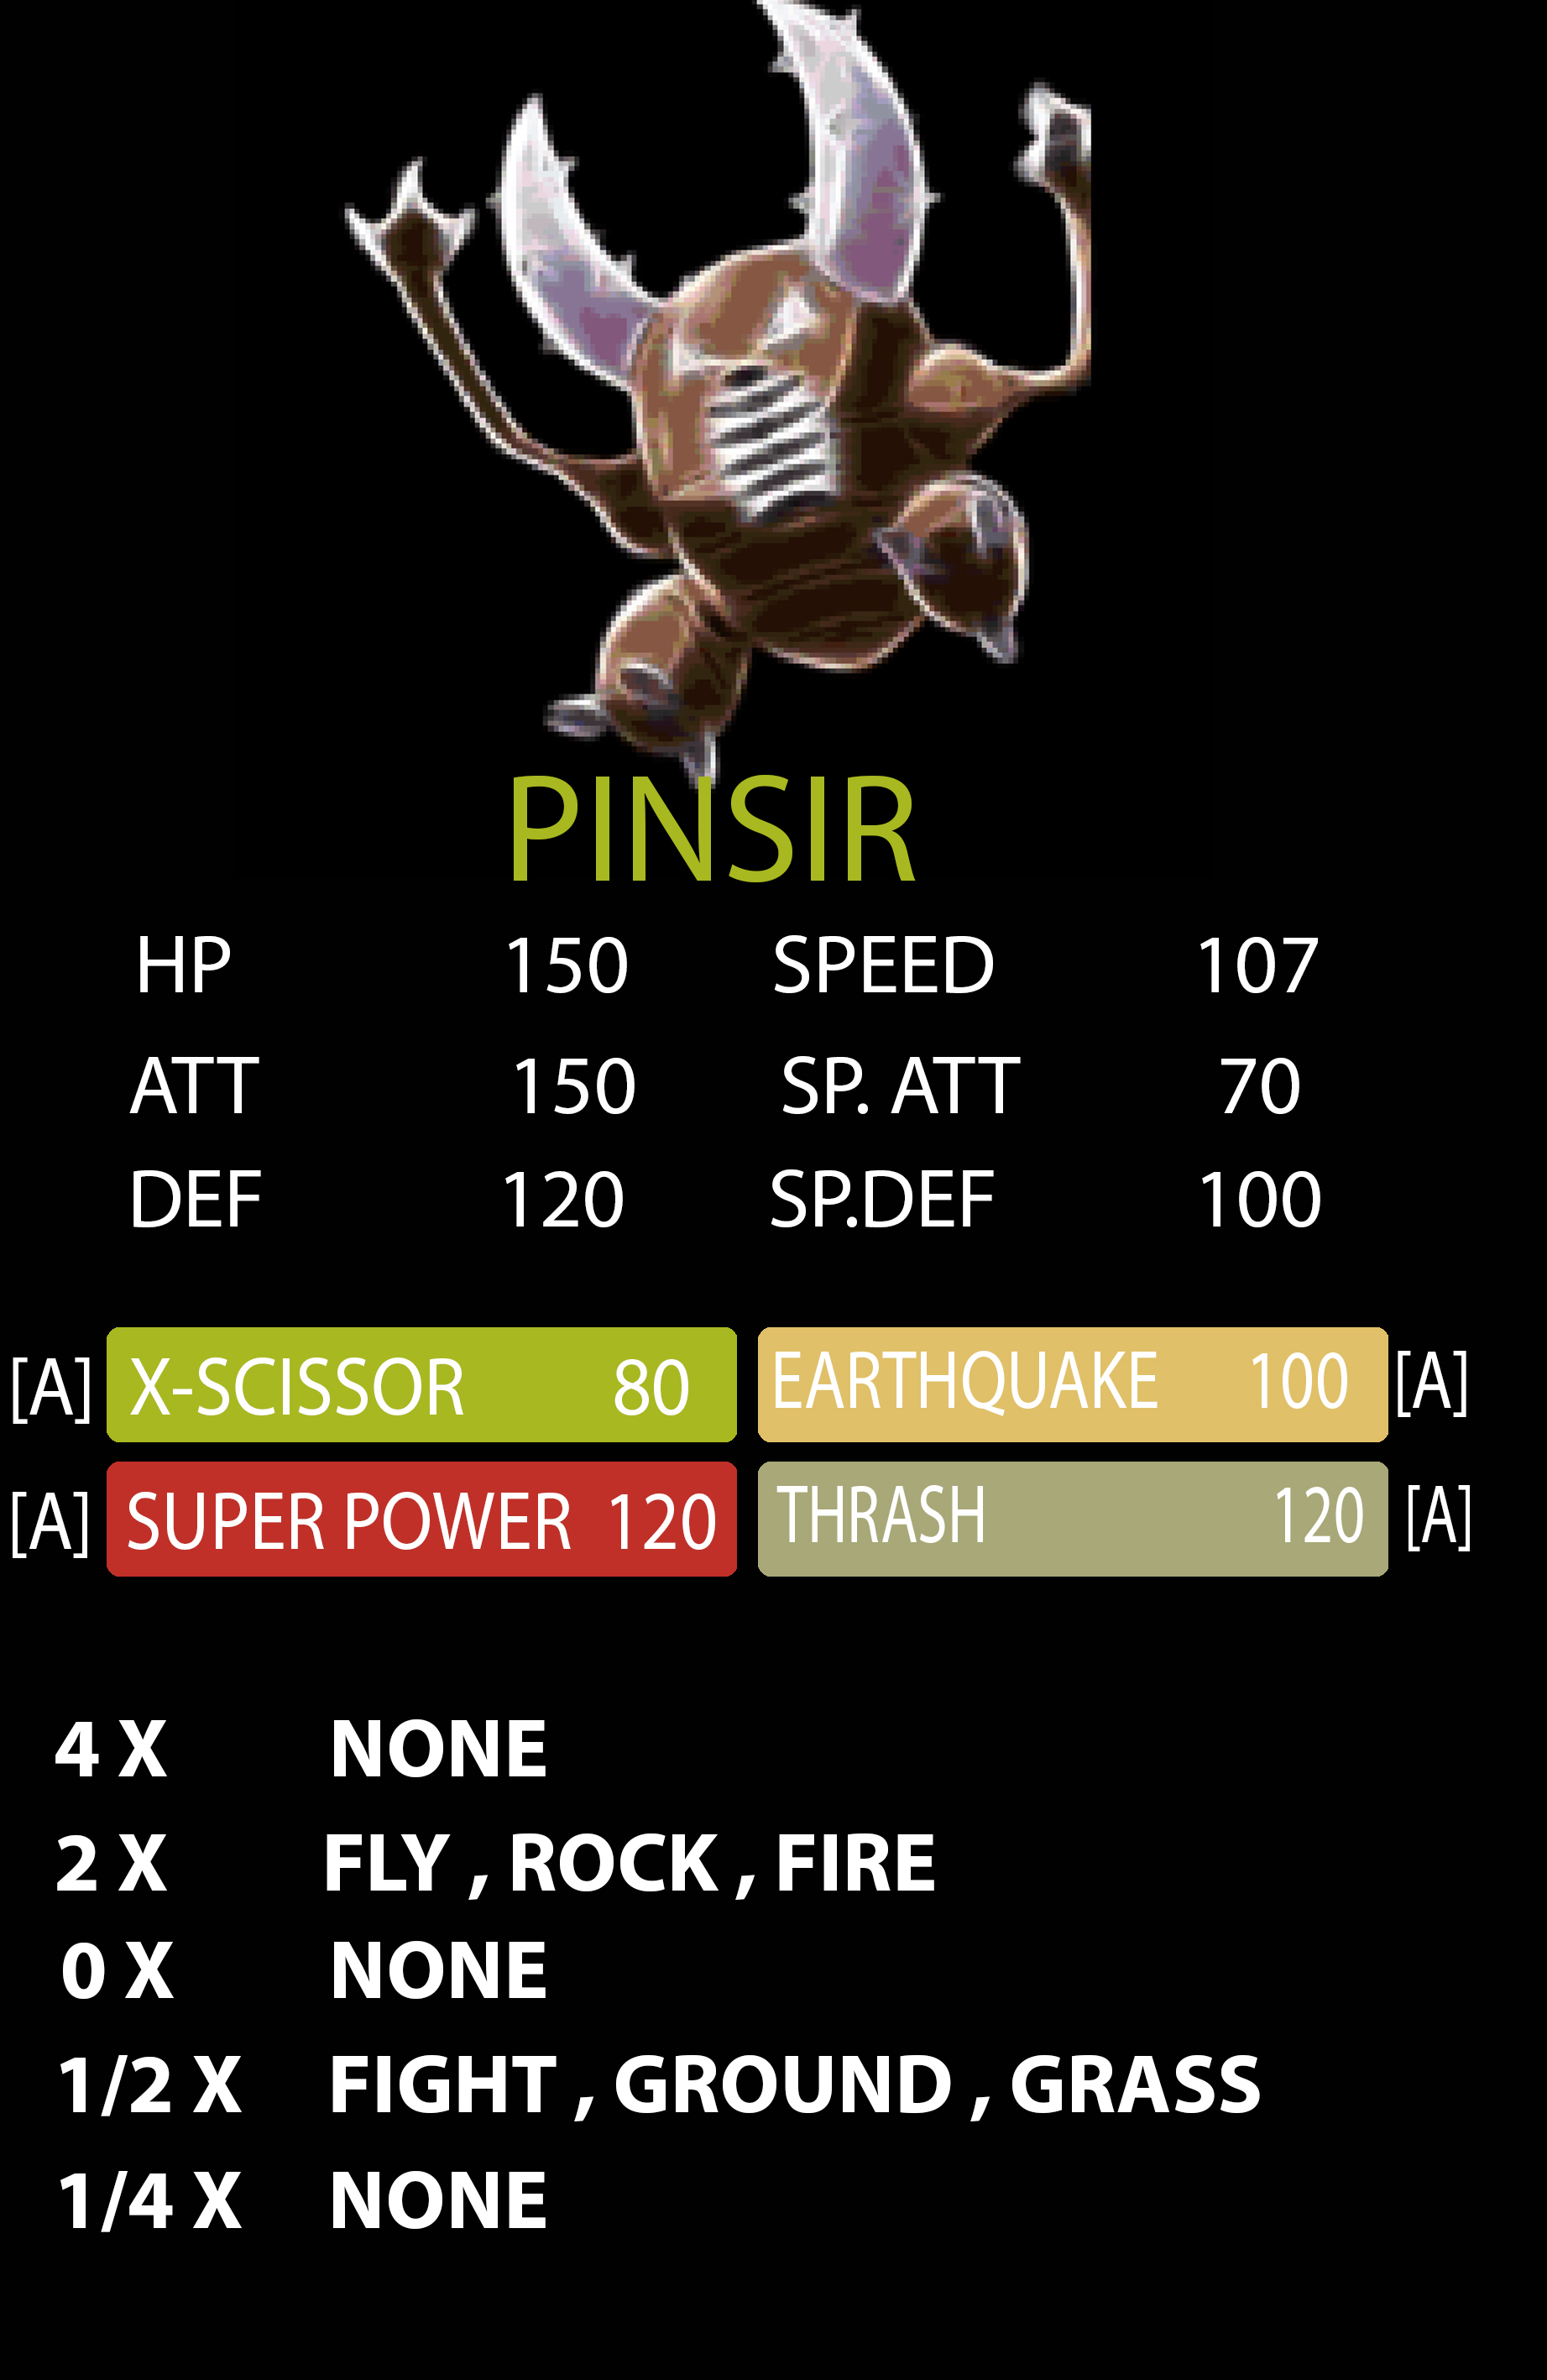 PINSIR
HP 150 SPEED 107
ATT 150 SP. ATT 70
DEF 120 SP.DEF 100
[A] X-SCISSOR 80 EARTHQUAKE 100 [A]
[A] SUPER POWER 120 THRASH 120 [A]
4 X NONE
2 X FLY , ROCK , FIRE
0 X NONE
1/2 X FIGHT , GROUND , GRASS
1/4 X NONE